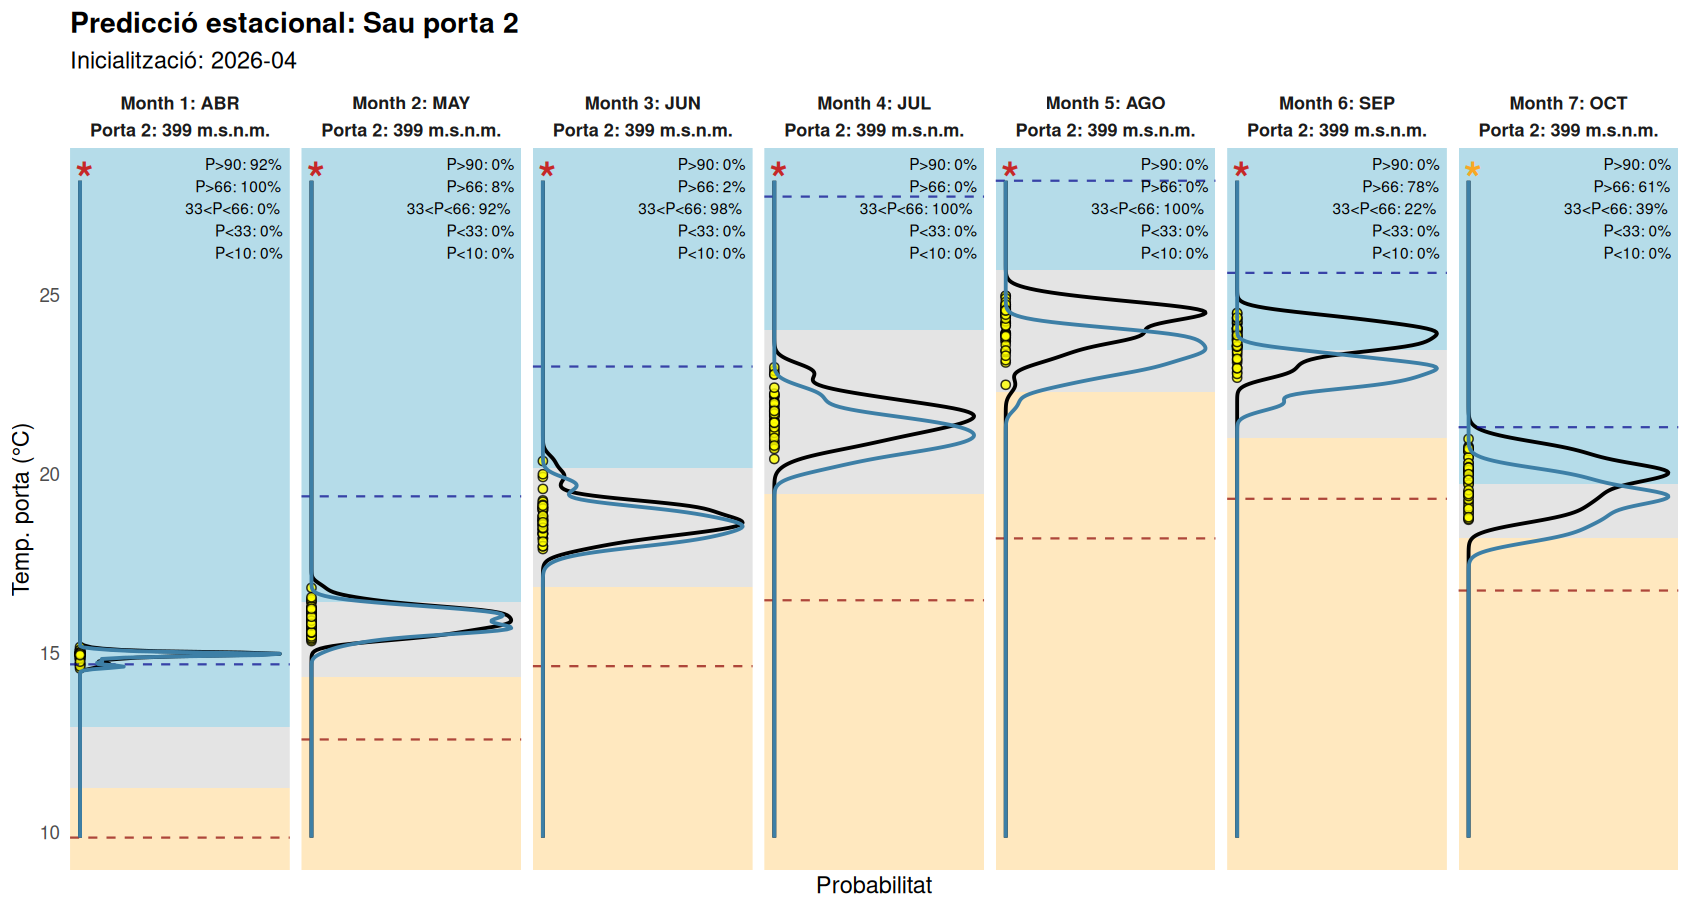 Predicció estacional: Sau porta 2
Inicialització: 2026-04
Month 1: ABR
Porta 2: 399 m.s.n.m.
Month 2: MAY
Porta 2: 399 m.s.n.m.
Month 3: JUN
Porta 2: 399 m.s.n.m.
Month 4: JUL
Porta 2: 399 m.s.n.m.
Month 5: AGO
Porta 2: 399 m.s.n.m.
Month 6: SEP
Porta 2: 399 m.s.n.m.
Month 7: OCT
Porta 2: 399 m.s.n.m.
*
P>90: 92%
P>66: 100%
33<P<66: 0%
P<33: 0%
P<10: 0%
*
P>90: 0%
P>66: 8%
33<P<66: 92%
P<33: 0%
P<10: 0%
*
P>90: 0%
P>66: 2%
33<P<66: 98%
P<33: 0%
P<10: 0%
*
P>90: 0%
P>66: 0%
33<P<66: 100%
P<33: 0%
P<10: 0%
*
P>90: 0%
P>66: 0%
33<P<66: 100%
P<33: 0%
P<10: 0%
*
P>90: 0%
P>66: 78%
33<P<66: 22%
P<33: 0%
P<10: 0%
*
P>90: 0%
P>66: 61%
33<P<66: 39%
P<33: 0%
P<10: 0%
25
20
15
10
Temp. porta (°C)
Probabilitat